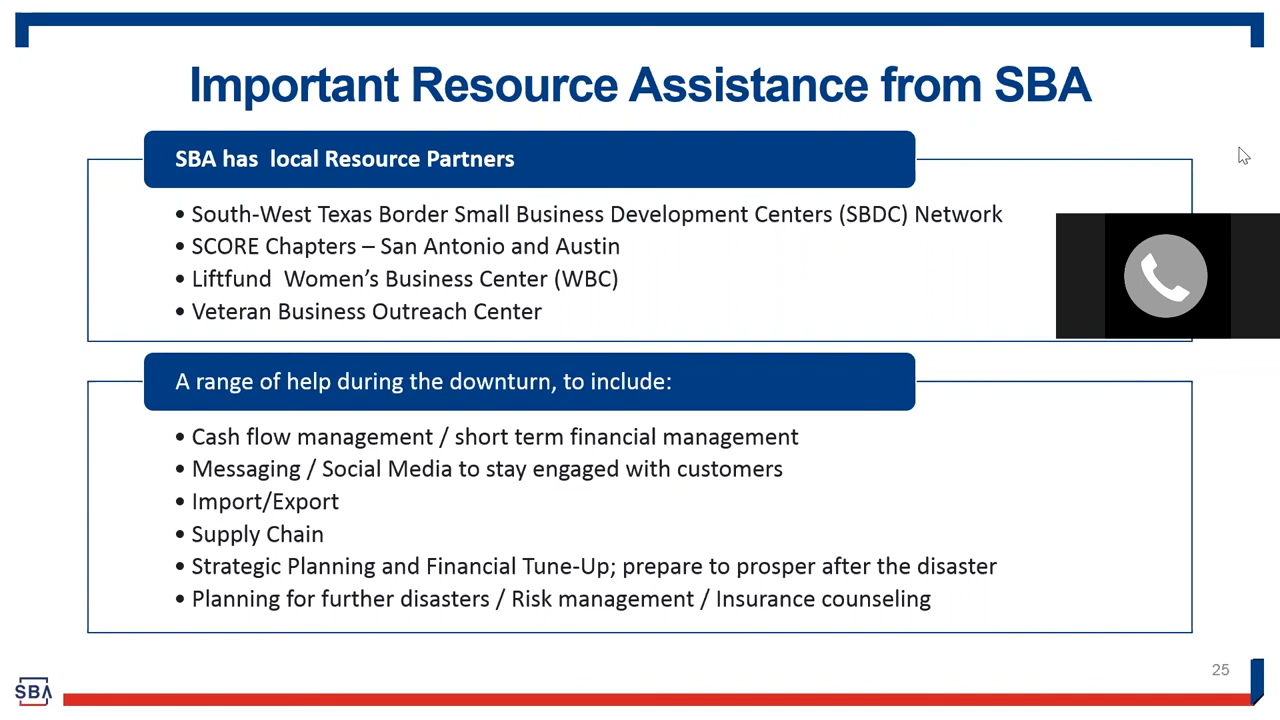 Important Resource Assistance from SBA
SBA has  local Resource Partners
• South-West Texas Border Small Business Development Centers (SBDC) Network
• SCORE Chapters – San Antonio and Austin
• Liftfund  Women’s Business Center (WBC)
• Veteran Business Outreach Center
A range of help during the downturn, to include:
• Cash flow management / short term financial management
• Messaging / Social Media to stay engaged with customers
• Import/Export
• Supply Chain
• Strategic Planning and Financial Tune-Up; prepare to prosper after the disaster
• Planning for further disasters / Risk management / Insurance counseling
25
SBA